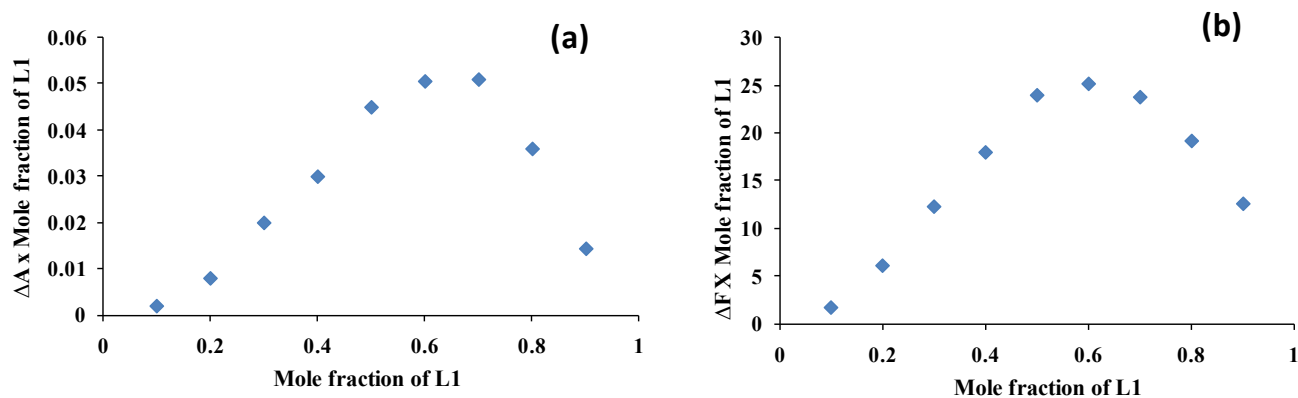 (a)
ΔA x Mole fraction of L1
0.06
0.05
0.04
0.03
0.02
0.01
0
0 0.2 0.4 0.6 0.8 1
Mole fraction of L1
(b)
ΔF X Mole fraction of L1
30
25
20
15
10
5
0
0 0.2 0.4 0.6 0.8 1
Mole fraction of L1